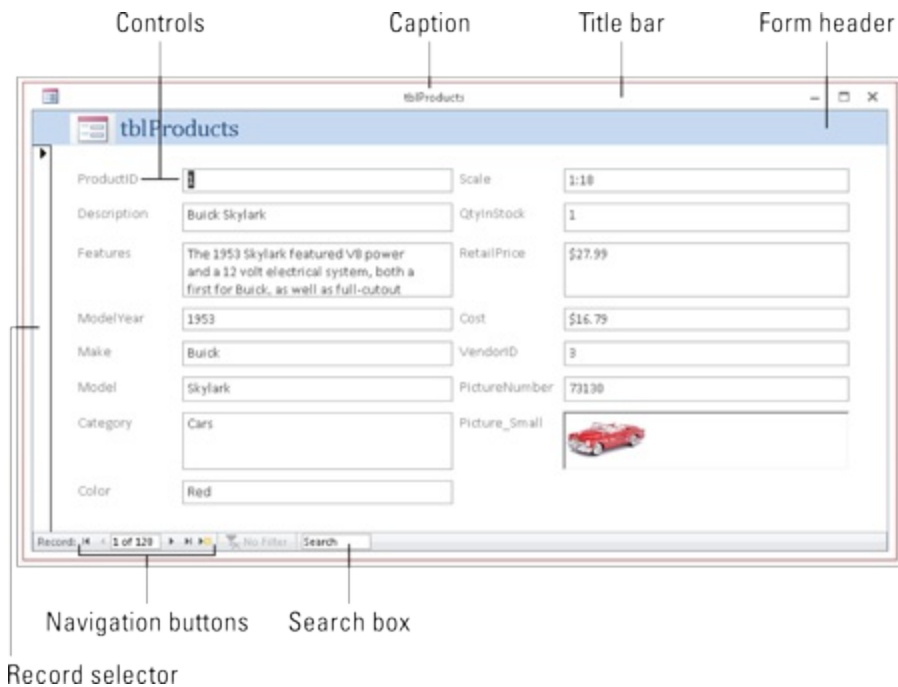 Controls Caption Title bar Form header
tblProducts
tblProducts
ProductID 1 Scale 1:18
Description Buick Skylark QtyInStock 1
Features The 1953 Skylark featured V8 power RetailPrice $27.99
and a 12 volt electrical system, both a
first for Buick, as well as full-cutout
ModelYear 1953 Cost $16.79
Make Buick VendorID 3
Model Skylark PictureNumber 73130
Category Cars Picture_Small
Color Red
Record: 1 of 120 No Filter Search
Navigation buttons Search box
Record selector